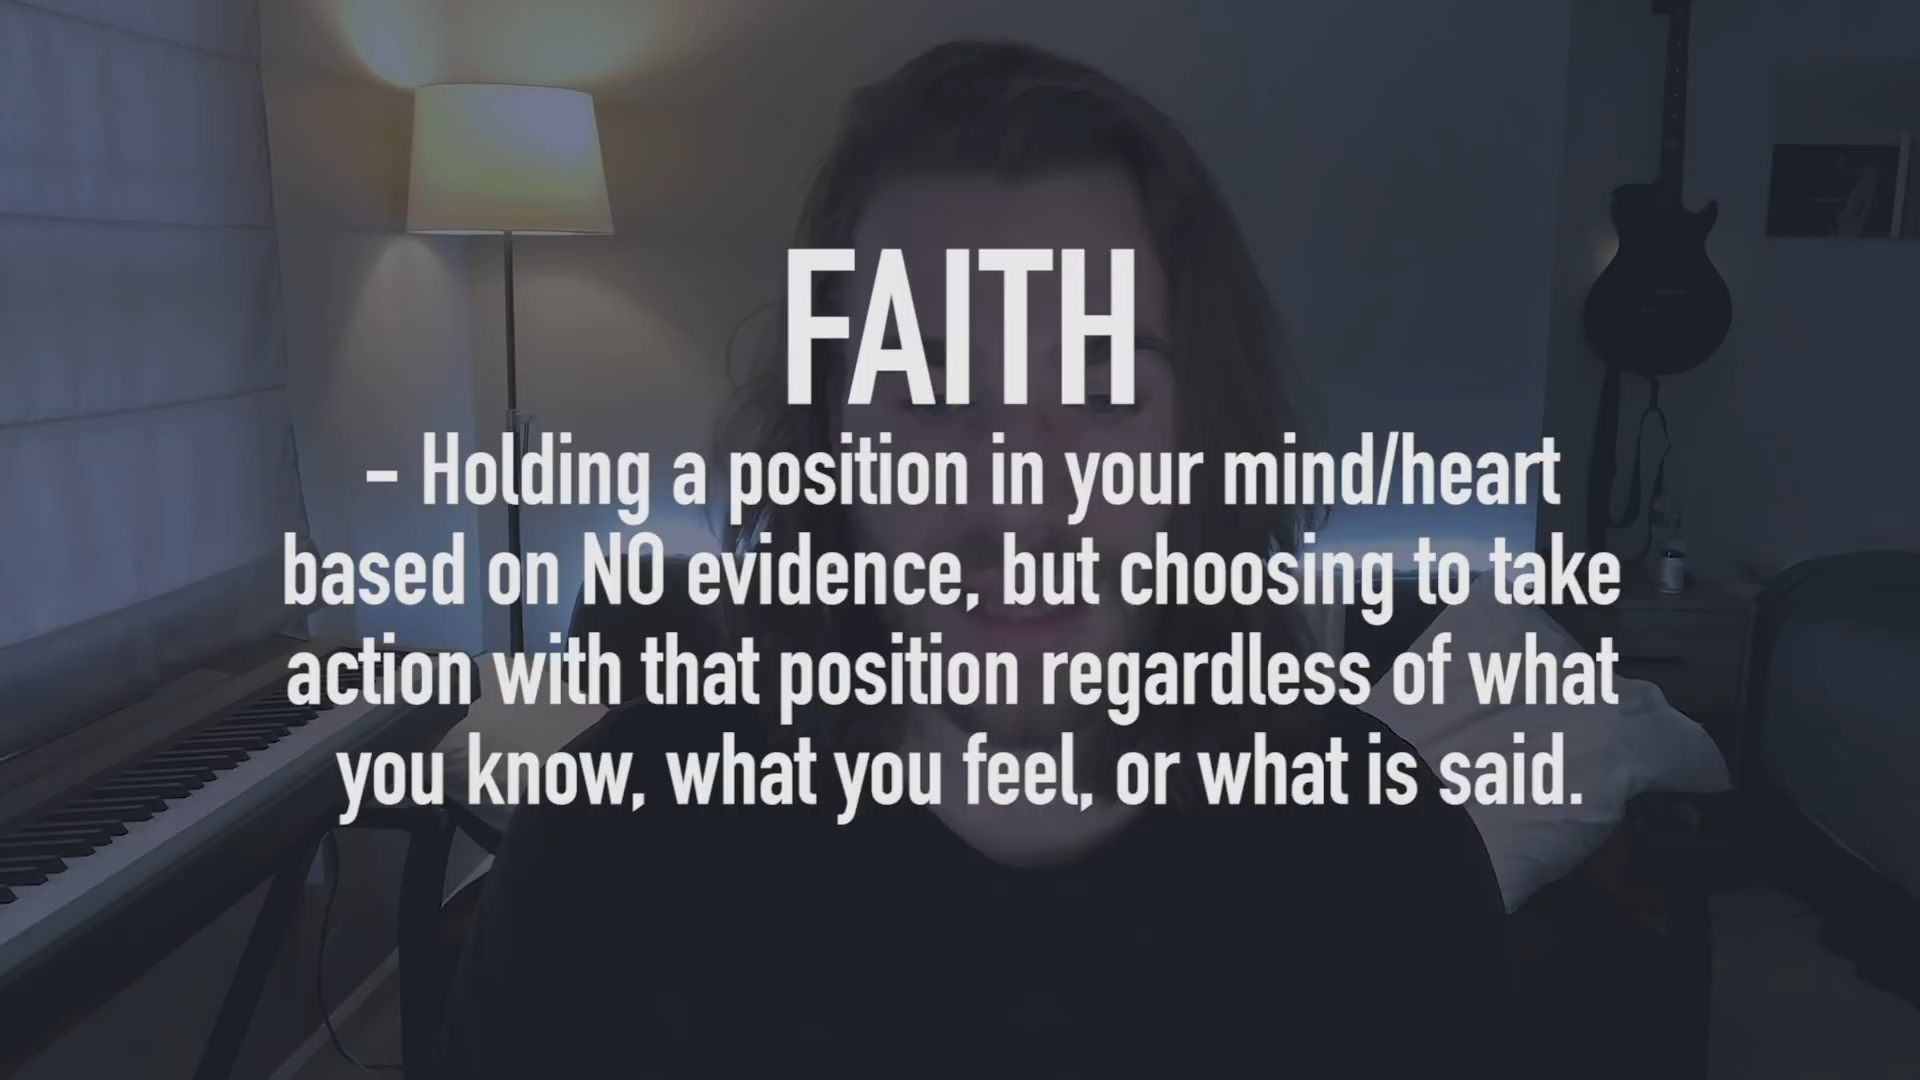 FAITH
- Holding a position in your mind/heart
based on NO evidence, but choosing to take
action with that position regardless of what
you know, what you feel, or what is said.